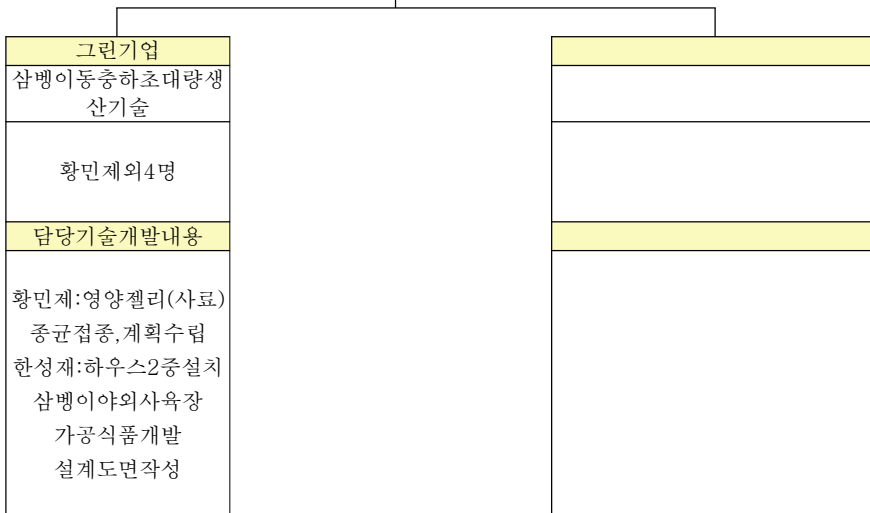 그린기업
삼벵이동충하초대량생
산기술
황민제외4명
담당기술개발내용
황민제:영양젤리(사료)
종균접종,계획수립
한성재:하우스2중설치
삼벵이야외사육장
가공식품개발
설계도면작성